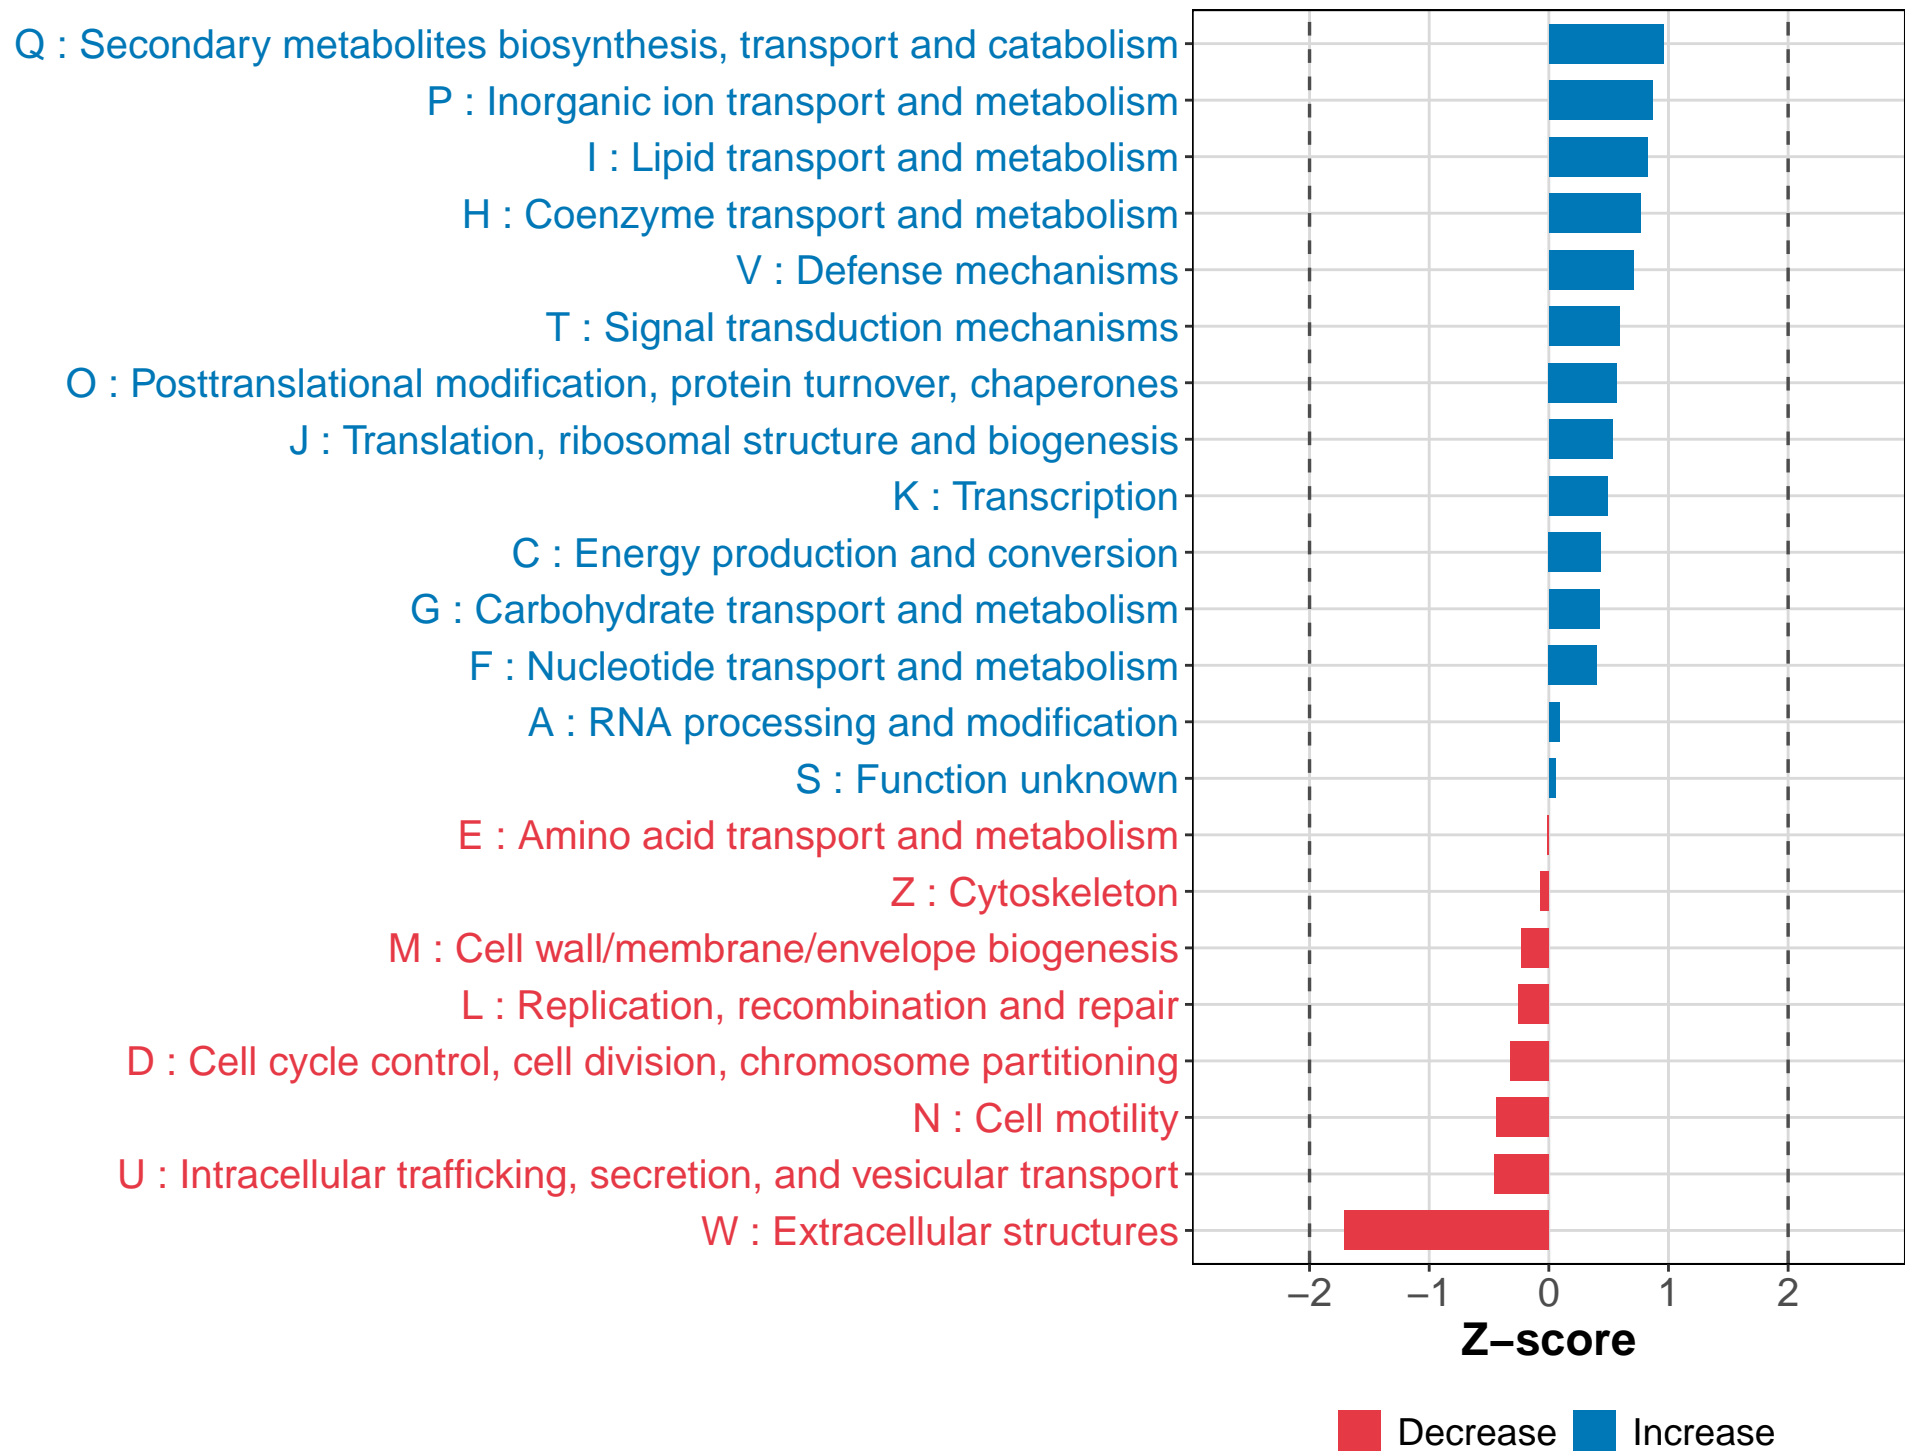 Q : Secondary metabolites biosynthesis, transport and catabolism
P : Inorganic ion transport and metabolism
I : Lipid transport and metabolism
H : Coenzyme transport and metabolism
V : Defense mechanisms
T : Signal transduction mechanisms
O : Posttranslational modification, protein turnover, chaperones
J : Translation, ribosomal structure and biogenesis
K : Transcription
C : Energy production and conversion
G : Carbohydrate transport and metabolism
F : Nucleotide transport and metabolism
A : RNA processing and modification
S : Function unknown
E : Amino acid transport and metabolism
Z : Cytoskeleton
M : Cell wall/membrane/envelope biogenesis
L : Replication, recombination and repair
D : Cell cycle control, cell division, chromosome partitioning
N : Cell motility
U : Intracellular trafficking, secretion, and vesicular transport
W : Extracellular structures
−2 −1 0 1 2
Z−score
Decrease Increase